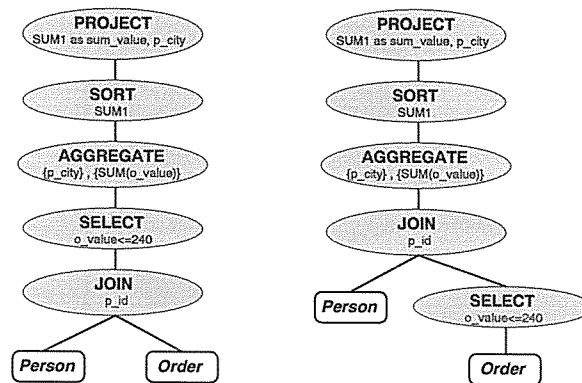 PROJECT
SUM1 as sum_value, p_city
SORT
SUM1
AGGREGATE
{p_city} , {SUM(o_value)}
SELECT
o_value<=240
JOIN
p_id
Person
Order
PROJECT
SUM1 as sum_value, p_city
SORT
SUM1
AGGREGATE
{p_city} , {SUM(o_value)}
JOIN
p_id
Person
SELECT
o_value<=240
Order